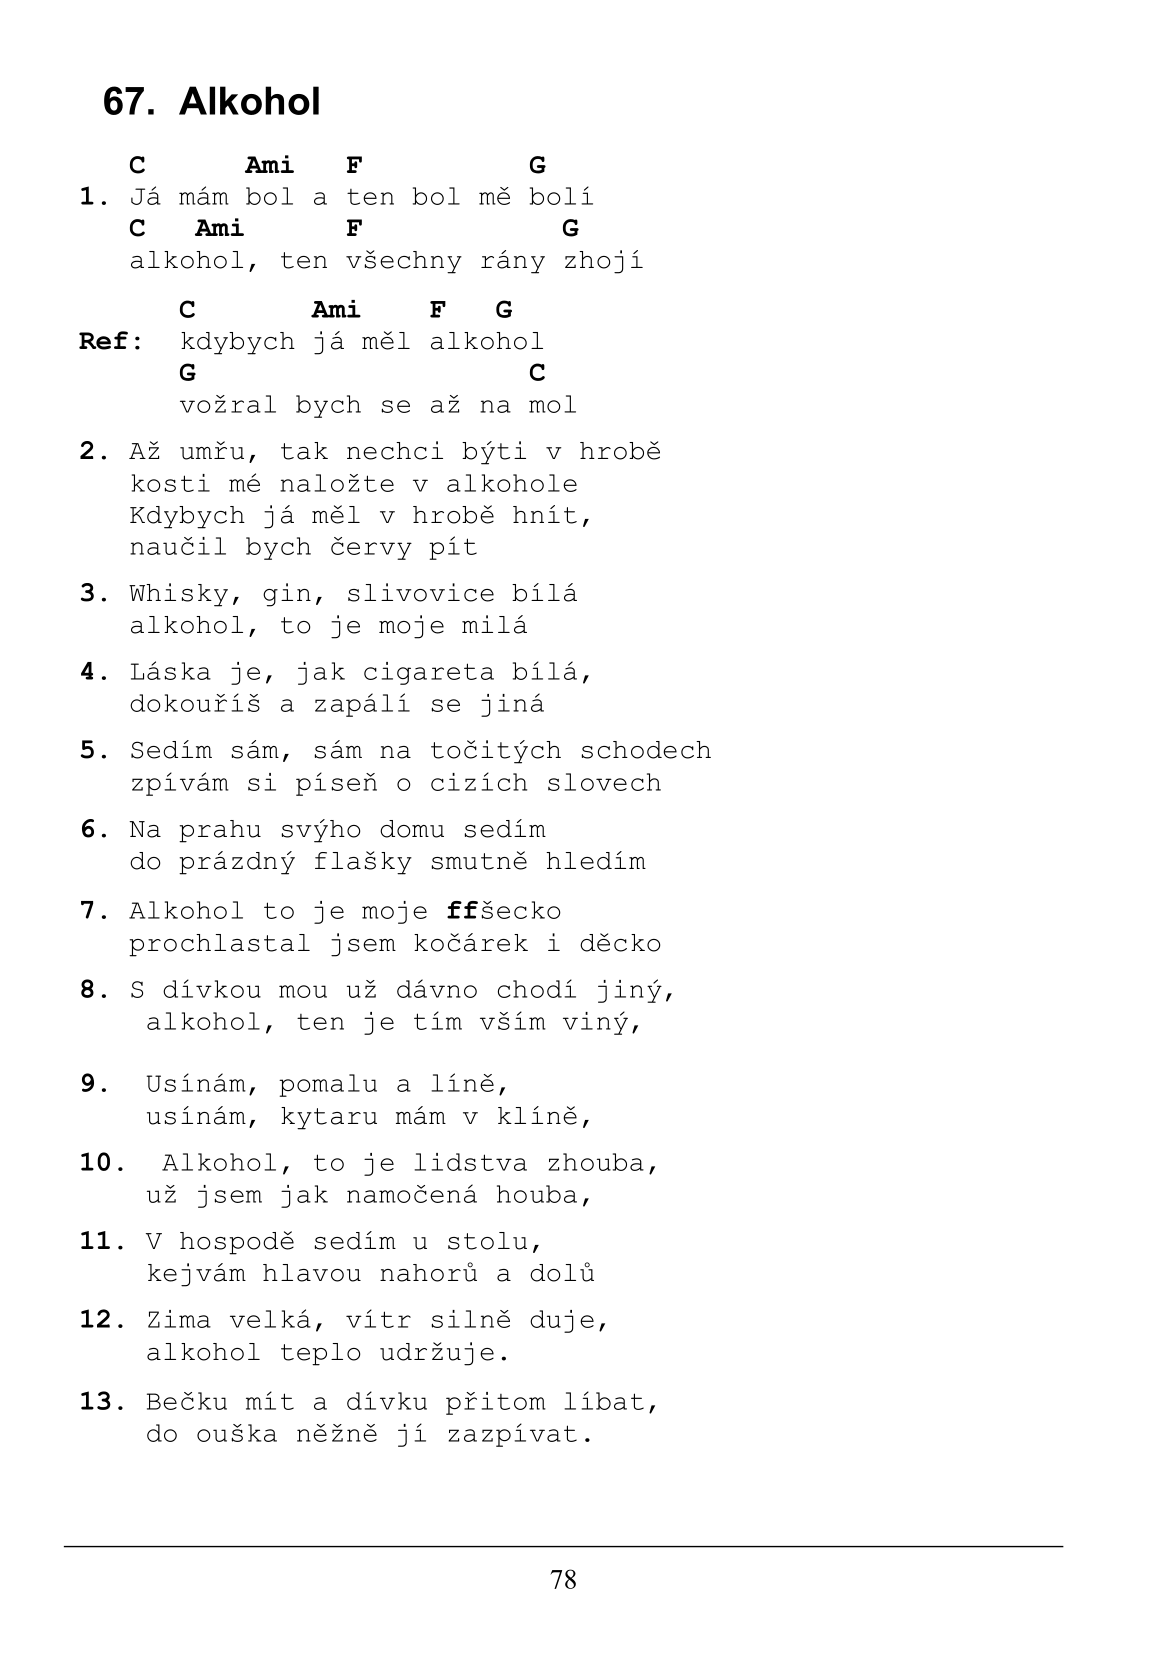 67. Alkohol
C Ami F G
1. Já mám bol a ten bol mě bolí
C Ami F G
alkohol, ten všechny rány zhojí
C Ami F G
Ref: kdybych já měl alkohol
G C
vožral bych se až na mol
2. Až umřu, tak nechci býti v hrobě
kosti mé naložte v alkohole
Kdybych já měl v hrobě hnít,
naučil bych červy pít
3. Whisky, gin, slivovice bílá
alkohol, to je moje milá
4. Láska je, jak cigareta bílá,
dokouříš a zapálí se jiná
5. Sedím sám, sám na točitých schodech
zpívám si píseň o cizích slovech
6. Na prahu svýho domu sedím
do prázdný flašky smutně hledím
7. Alkohol to je moje ffšecko
prochlastal jsem kočárek i děcko
8. S dívkou mou už dávno chodí jiný,
alkohol, ten je tím vším viný,
9. Usínám, pomalu a líně,
usínám, kytaru mám v klíně,
10. Alkohol, to je lidstva zhouba,
už jsem jak namočená houba,
11. V hospodě sedím u stolu,
kejvám hlavou nahorů a dolů
12. Zima velká, vítr silně duje,
alkohol teplo udržuje.
13. Bečku mít a dívku přitom líbat,
do ouška něžně jí zazpívat.
78